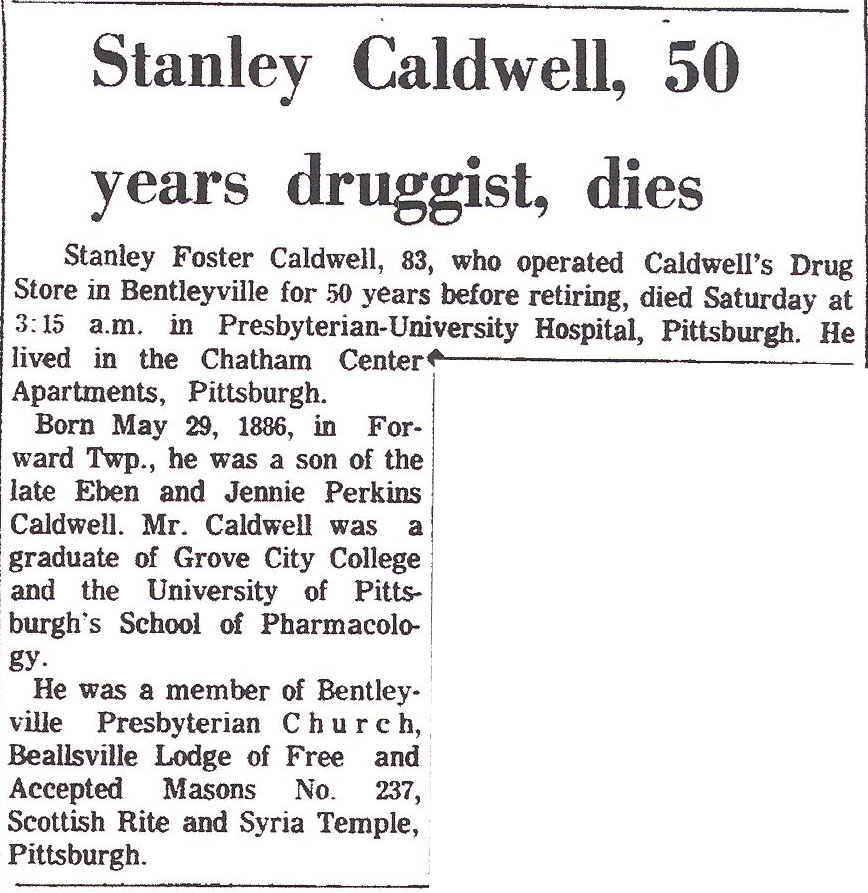 Stanley Caldwell, 50
years druggist, dies
Stanley Foster Caldwell, 83, who operated Caldwell's Drug
Store in Bentleyville for 50 years before retiring, died Saturday at
3:15 a.m. in Presbyterian-University Hospital, Pittsburgh. He
lived in the Chatham Center
Apartments, Pittsburgh.
Born May 29, 1886, in For-
ward Twp., he was a son of the
late Eben and Jennie Perkins
Caldwell. Mr. Caldwell was a
graduate of Grove City College
and the University of Pitts-
burgh's School of Pharmacolo-
gy.
He was a member of Bentley-
ville Presbyterian Church,
Beallsville Lodge of Free and
Accepted Masons No. 237,
Scottish Rite and Syria Temple,
Pittsburgh.